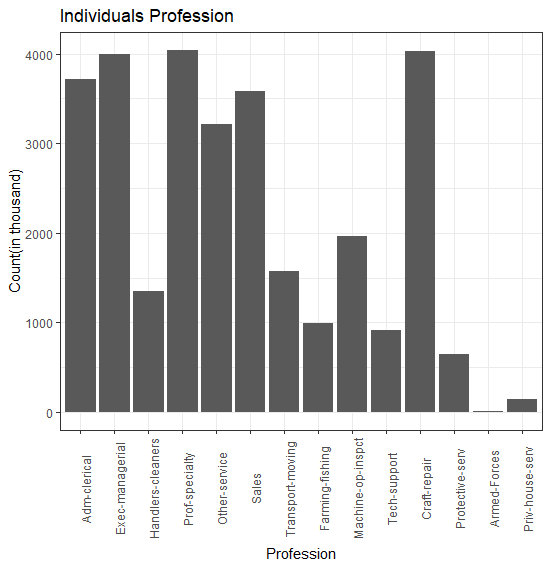 Individuals Profession
Count(in thousand)
4000
3000
2000
1000
0
Adm-clerical
Exec-managerial
Handlers-cleaners
Prof-specialty
Other-service
Sales
Transport-moving
Farming-fishing
Machine-op-inspct
Tech-support
Craft-repair
Protective-serv
Armed-Forces
Priv-house-serv
Profession